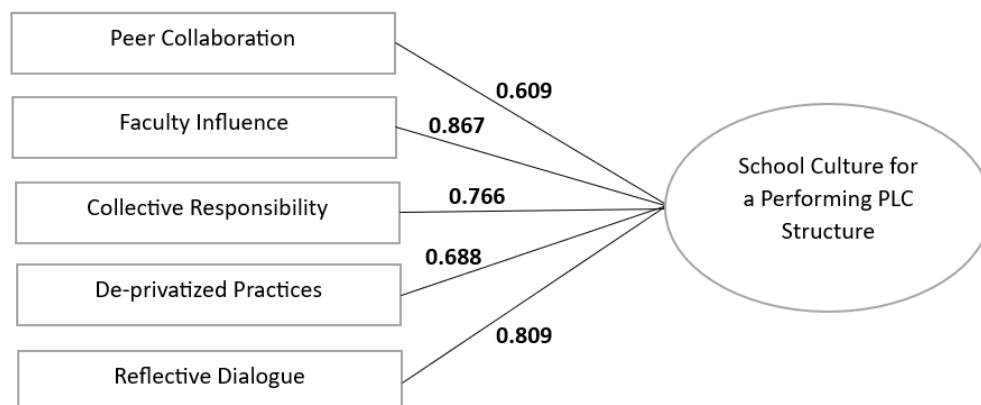 Peer Collaboration
0.609
Faculty Influence
0.867
Collective Responsibility
0.766
De-privatized Practices
0.688
Reflective Dialogue
0.809
School Culture for
a Performing PLC
Structure